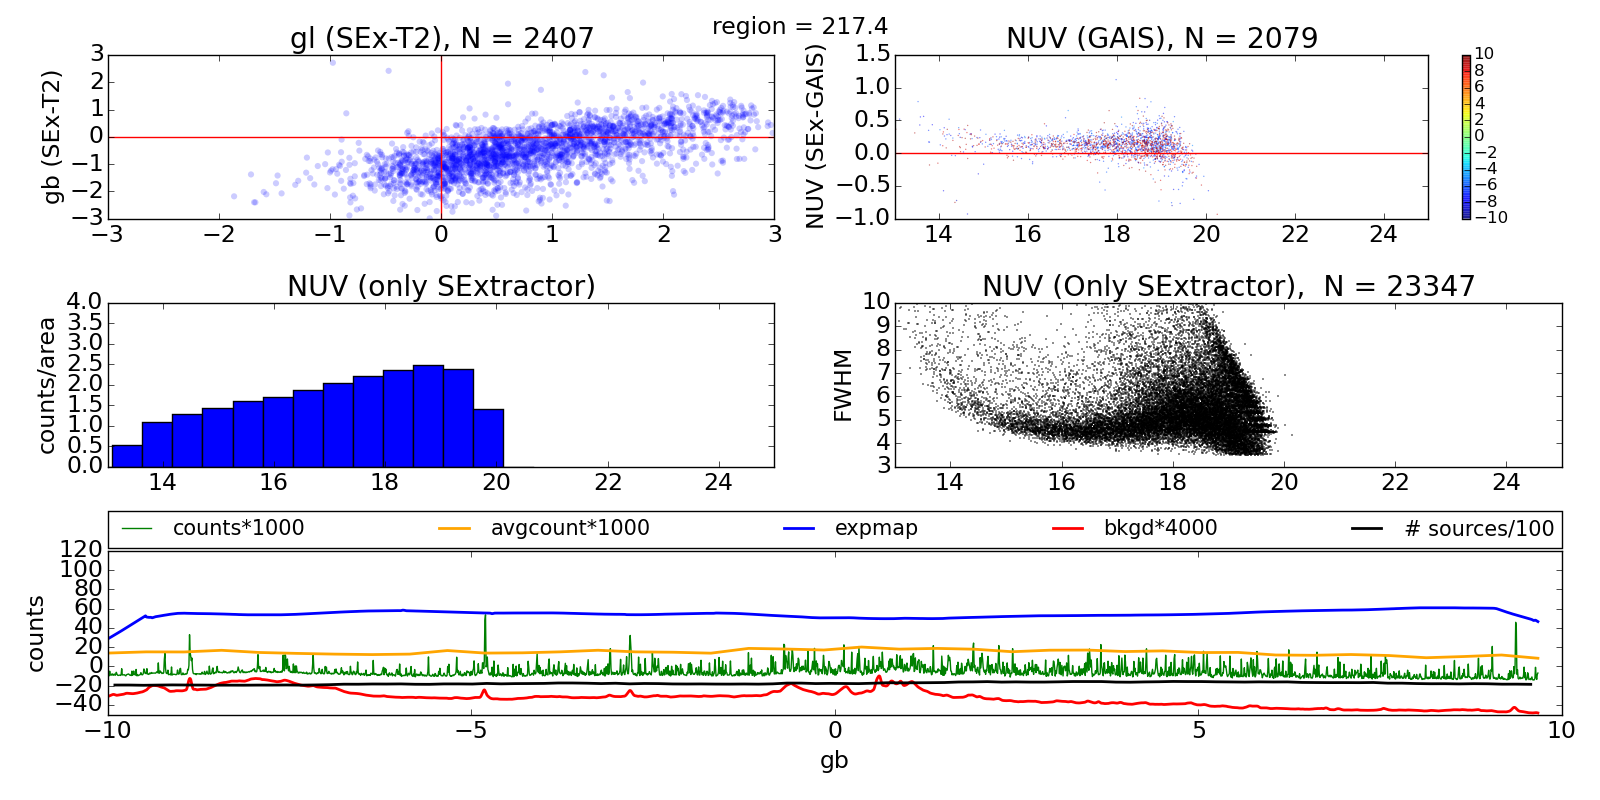 region = 217.4
gl (SEx-T2), N = 2407
gb (SEx-T2)
3
2
1
0
−1
−2
−3
−3 −2 −1 0 1 2 3
NUV (GAIS), N = 2079
NUV (SEx-GAIS)
1.5
1.0
0.5
0.0
−0.5
−1.0
14 16 18 20 22 24
10
8
6
4
2
0
−2
−4
−6
−8
−10
NUV (only SExtractor)
counts/area
4.0
3.5
3.0
2.5
2.0
1.5
1.0
0.5
0.0
14 16 18 20 22 24
NUV (Only SExtractor), N = 23347
FWHM
10
9
8
7
6
5
4
3
14 16 18 20 22 24
counts*1000 avgcount*1000 expmap bkgd*4000 # sources/100
counts
120
100
80
60
40
20
0
−20
−40
−10 −5 0 5 10
gb